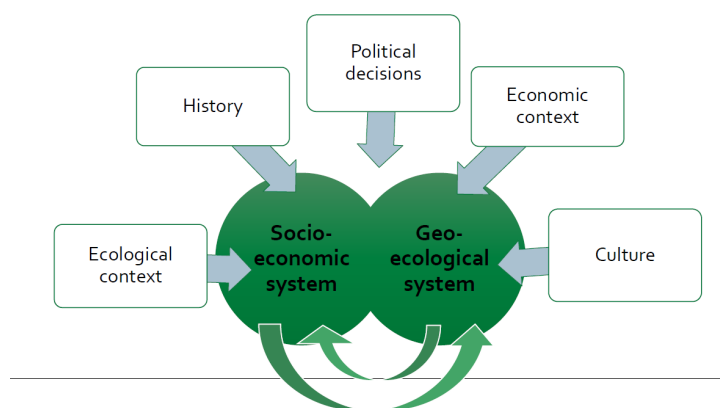 Political
decisions
History
Economic
context
Ecological
context
Socio-
economic
system
Geo-
ecological
system
Culture